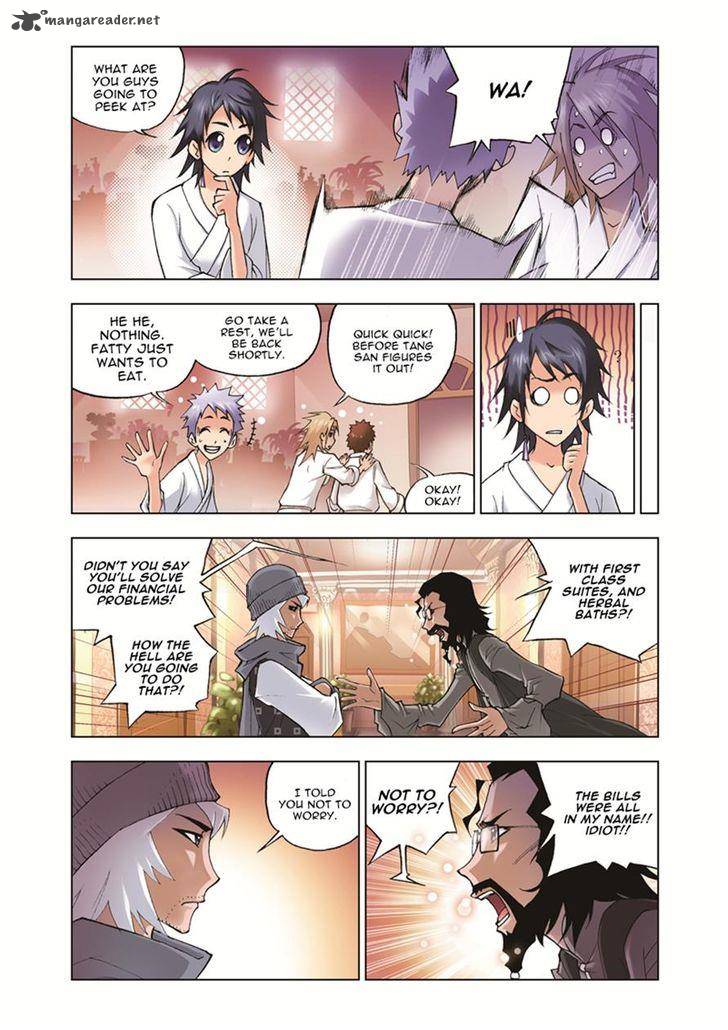 mangareader.net
WHAT ARE
YOU GUYS
GOING TO
PEEK AT?
WA!
HE HE,
NOTHING.
FATTY JUST
WANTS TO
EAT.
GO TAKE A
REST, WE'LL
BE BACK
SHORTLY.
QUICK QUICK!
BEFORE TANG
SAN FIGURES
IT OUT!
OKAY!
OKAY!
?
DIDN'T YOU SAY
YOU'LL SOLVE
OUR FINANCIAL
PROBLEMS!
HOW THE
HELL ARE
YOU GOING
TO DO
THAT?!
WITH FIRST
CLASS
SUITES, AND
HERBAL
BATHS?!
I TOLD
YOU NOT TO
WORRY.
NOT TO
WORRY?!
THE BILLS
WERE ALL
IN MY NAME!!
IDIOT!!